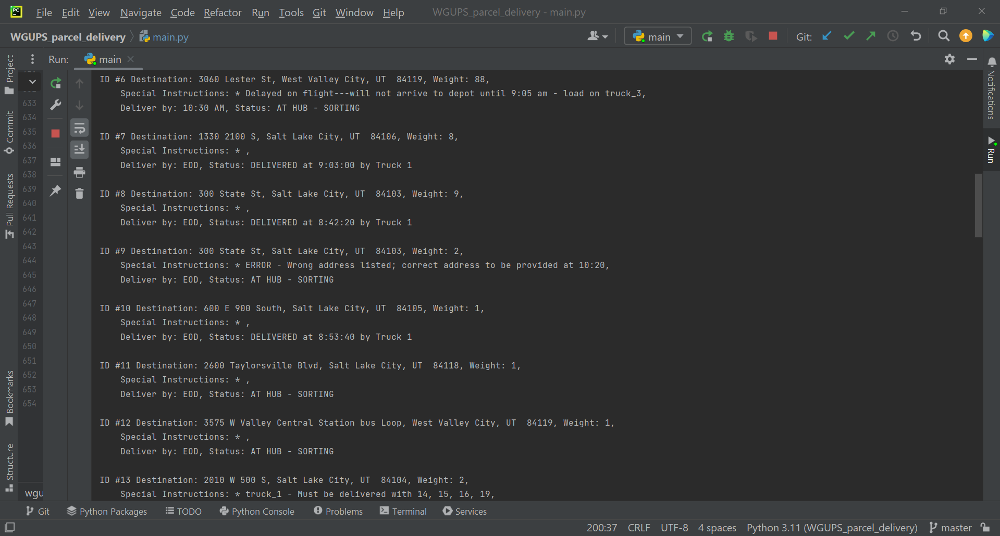 PC File Edit View Navigate Code Refactor Run Tools Git Window Help WGUPS_parcel_delivery - main.py
WGUPS_parcel_delivery main.py main Git:
Run: main
Project
Commit
Pull Requests
Bookmarks
Structure
633
634
635
636
637
638
639
640
641
642
643
644
645
646
647
648
649
650
651
652
653
654
wgu
ID #6 Destination: 3060 Lester St, West Valley City, UT  84119, Weight: 88,
Special Instructions: * Delayed on flight---will not arrive to depot until 9:05 am - load on truck_3,
Deliver by: 10:30 AM, Status: AT HUB - SORTING
ID #7 Destination: 1330 2100 S, Salt Lake City, UT  84106, Weight: 8,
Special Instructions: * ,
Deliver by: EOD, Status: DELIVERED at 9:03:00 by Truck 1
ID #8 Destination: 300 State St, Salt Lake City, UT  84103, Weight: 9,
Special Instructions: * ,
Deliver by: EOD, Status: DELIVERED at 8:42:20 by Truck 1
ID #9 Destination: 300 State St, Salt Lake City, UT  84103, Weight: 2,
Special Instructions: * ERROR - Wrong address listed; correct address to be provided at 10:20,
Deliver by: EOD, Status: AT HUB - SORTING
ID #10 Destination: 600 E 900 South, Salt Lake City, UT  84105, Weight: 1,
Special Instructions: * ,
Deliver by: EOD, Status: DELIVERED at 8:53:40 by Truck 1
ID #11 Destination: 2600 Taylorsville Blvd, Salt Lake City, UT  84118, Weight: 1,
Special Instructions: * ,
Deliver by: EOD, Status: AT HUB - SORTING
ID #12 Destination: 3575 W Valley Central Station bus Loop, West Valley City, UT  84119, Weight: 1,
Special Instructions: * ,
Deliver by: EOD, Status: AT HUB - SORTING
ID #13 Destination: 2010 W 500 S, Salt Lake City, UT  84104, Weight: 2,
Special Instructions: * truck_1 - Must be delivered with 14, 15, 16, 19,
Notifications
Run
Git Python Packages TODO Python Console Problems Terminal Services
200:37 CRLF UTF-8 4 spaces Python 3.11 (WGUPS_parcel_delivery) master